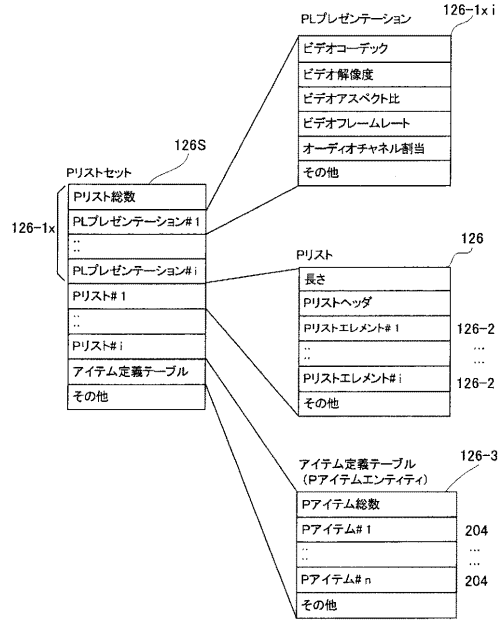 PLプレゼンテーション
126-1x i
ビデオコーデック
ビデオ解像度
ビデオアスペクト比
ビデオフレームレート
オーディオチャネル割当
その他
Pリストセット
126S
126-1x
Pリスト総数
PLプレゼンテーション#1
::
PLプレゼンテーション#i
Pリスト#1
::
Pリスト#i
アイテム定義テーブル
その他
Pリスト
126
長さ
Pリストヘッダ
Pリストエレメント#1
126-2
::
...
Pリストエレメント#i
126-2
その他
アイテム定義テーブル
(Pアイテムエンティティ)
126-3
Pアイテム総数
Pアイテム#1
204
::
...
Pアイテム#n
204
その他